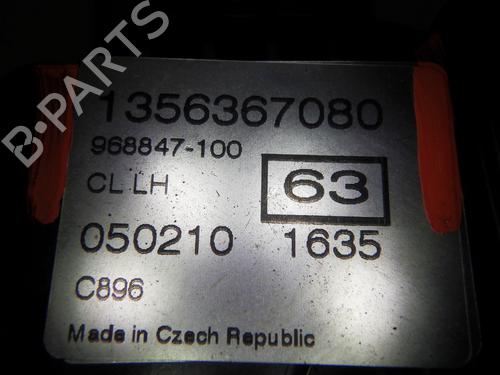 B-PARTS
1356367080
968847-100
CL LH
63
050210 1635
C896
Made in Czech Republic